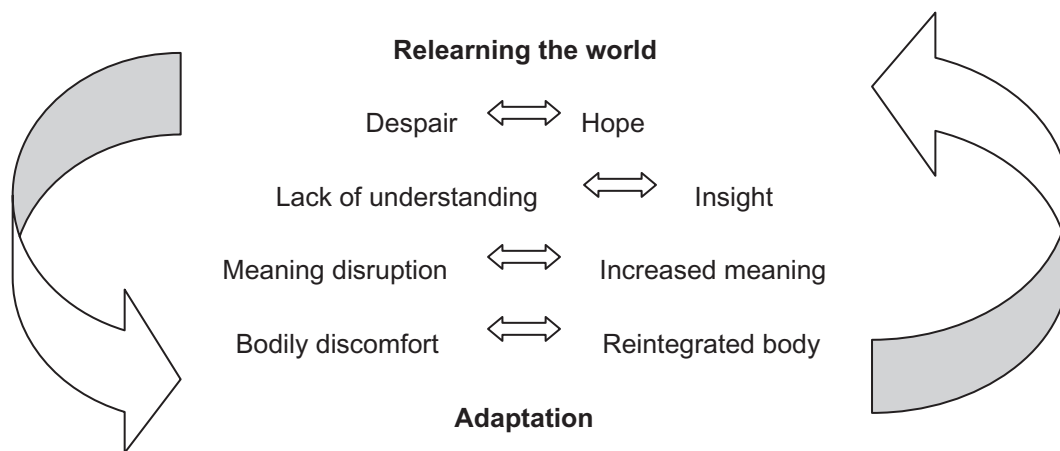 Relearning the world
Despair Hope
Lack of understanding Insight
Meaning disruption Increased meaning
Bodily discomfort Reintegrated body
Adaptation